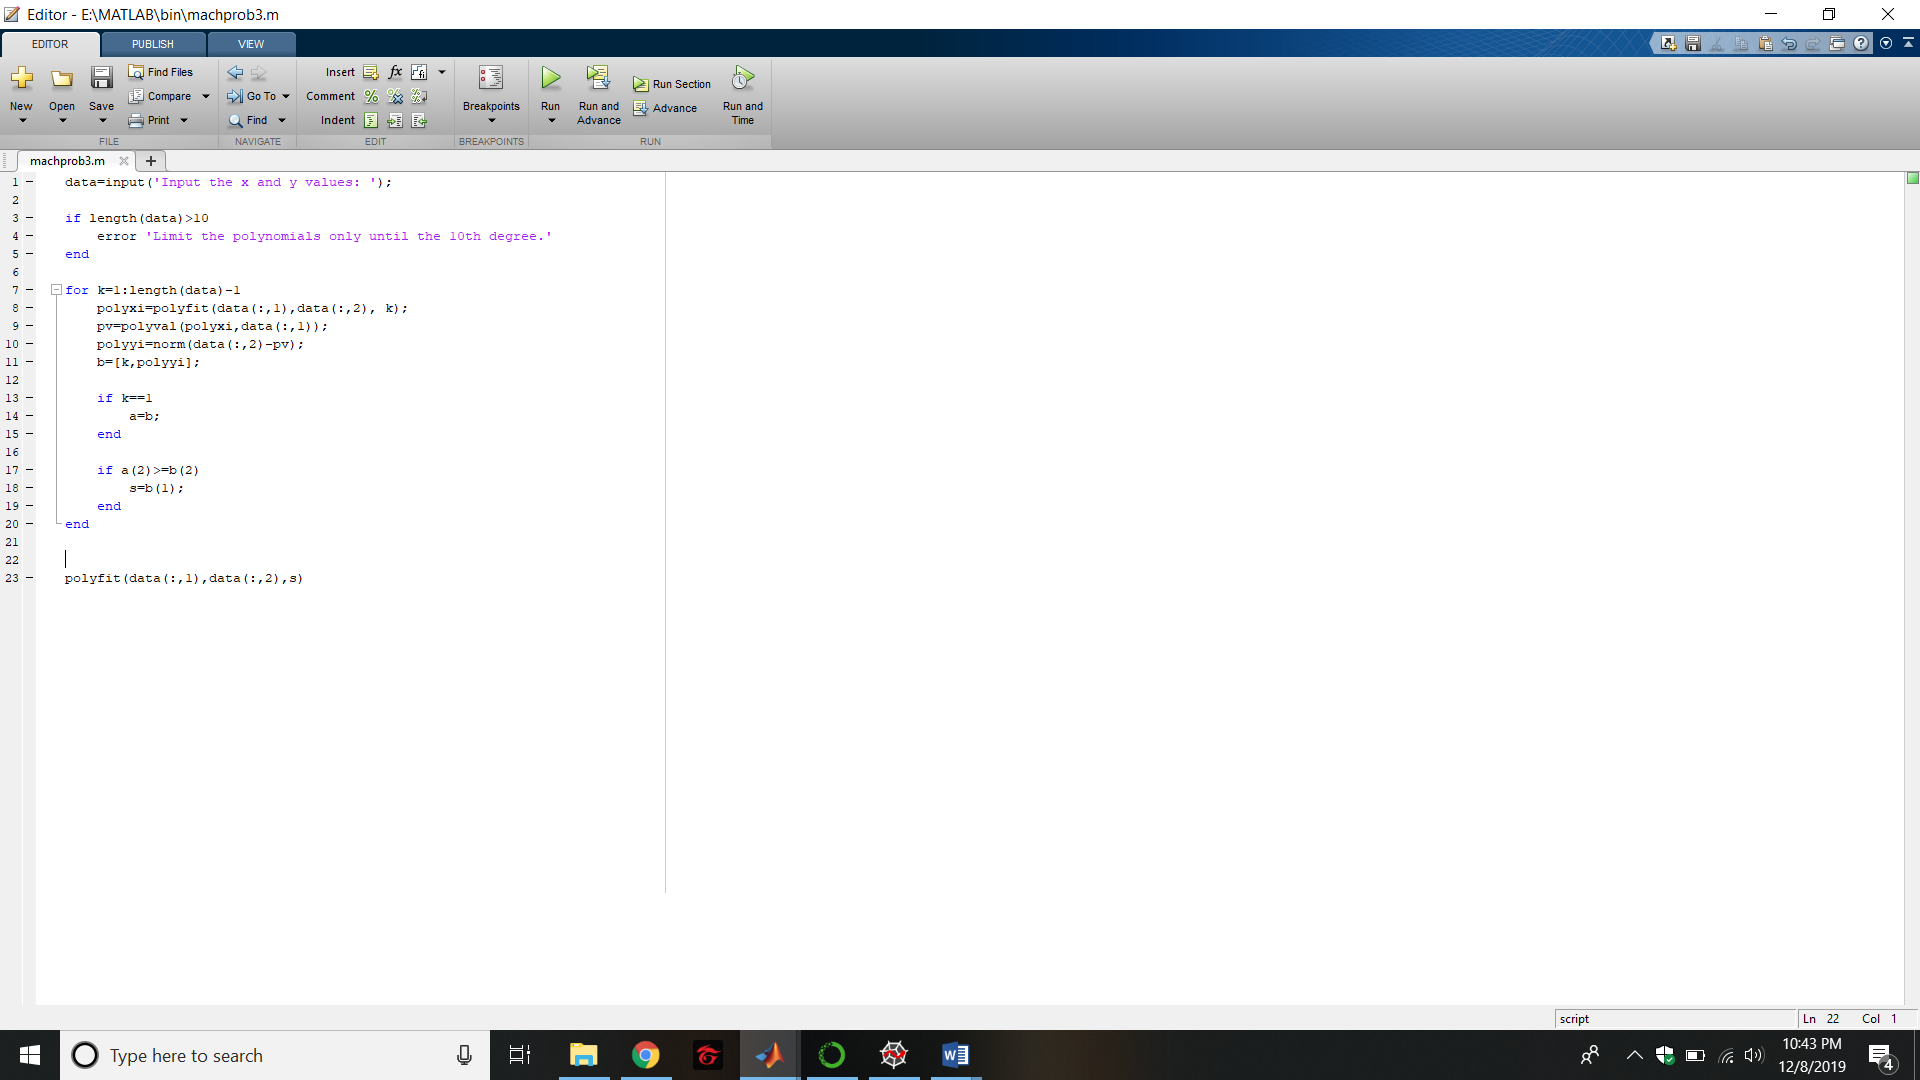 Editor - E:\MATLAB\bin\machprob3.m
EDITOR PUBLISH VIEW
New Open Save Find Files Compare Print
FILE
Go To Find
NAVIGATE
Insert fx
Comment
Indent
EDIT
Breakpoints
BREAKPOINTS
Run Run and Advance Run Section Advance Run and Time
RUN
machprob3.m
1 data=input('Input the x and y values: ');
2
3 if length(data)>10
4 error 'Limit the polynomials only until the 10th degree.'
5 end
6
7 for k=1:length(data)-1
8 polyxi=polyfit(data(:,1),data(:,2), k);
9 pv=polyval(polyxi,data(:,1));
10 polyyi=norm(data(:,2)-pv);
11 b=[k,polyyi];
12
13 if k==1
14 a=b;
15 end
16
17 if a(2)>=b(2)
18 s=b(1);
19 end
20 end
21
22
23 polyfit(data(:,1),data(:,2),s)
script Ln 22 Col 1
Type here to search
10:43 PM
12/8/2019
4